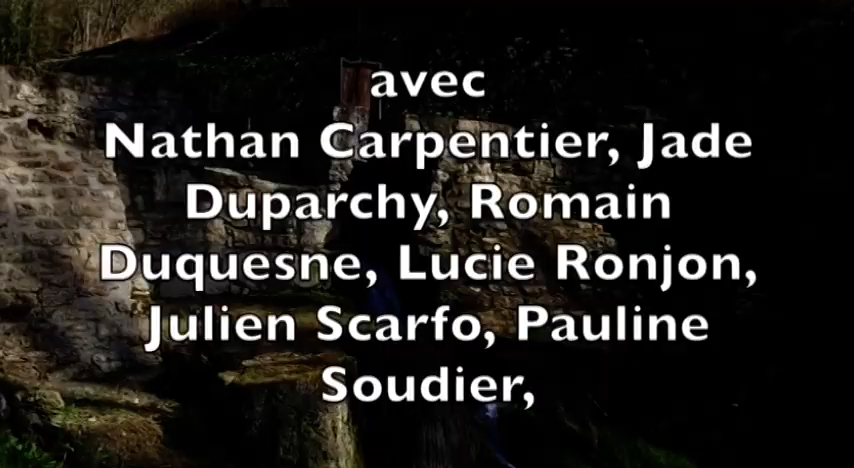 avec
Nathan Carpentier, Jade
Duparchy, Romain
Duquesne, Lucie Ronjon,
Julien Scarfo, Pauline
Soudier,